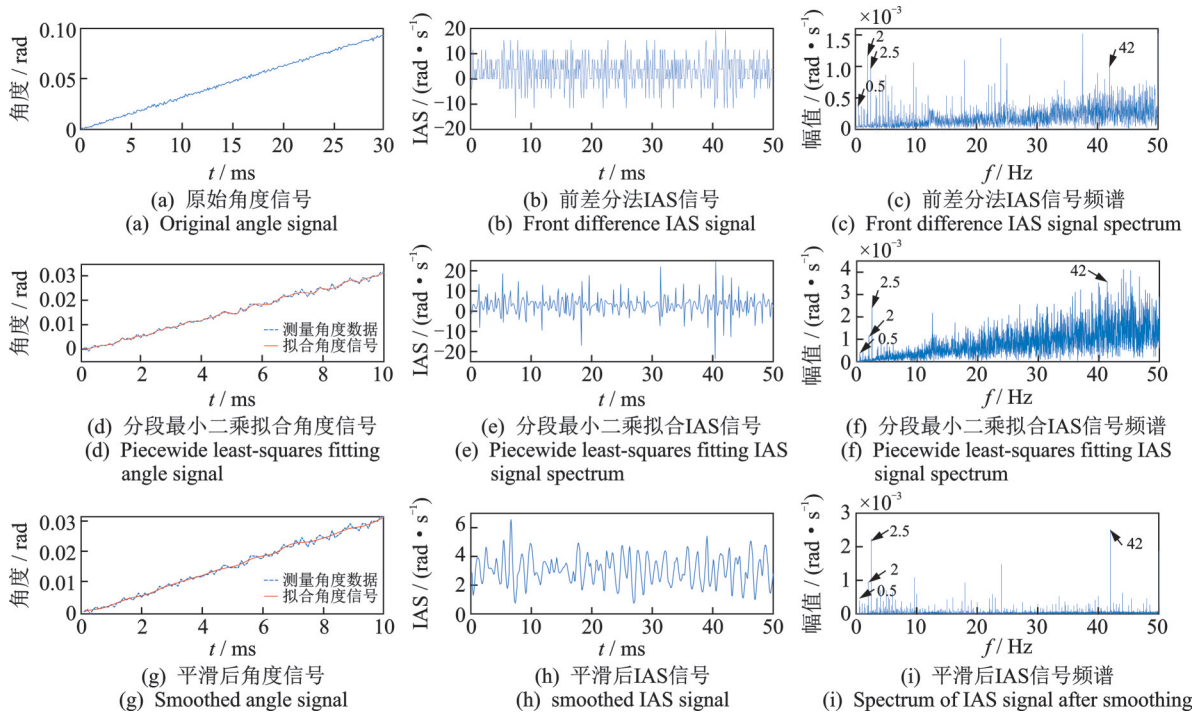 0.10
0.05
0
角度 / rad
0 5 10 15 20 25 30
t / ms
(a) 原始角度信号
(a) Original angle signal
20
10
0
−10
−20
IAS / (rad • s⁻¹)
0 10 20 30 40 50
t / ms
(b) 前差分法IAS信号
(b) Front difference IAS signal
×10⁻³
1.5
1.0
0.5
0
幅值 / (rad • s⁻¹)
2
2.5
0.5
42
0 10 20 30 40 50
f / Hz
(c) 前差分法IAS信号频谱
(c) Front difference IAS signal spectrum
0.03
0.02
0.01
0
角度 / rad
测量角度数据
拟合角度信号
0 2 4 6 8 10
t / ms
(d) 分段最小二乘拟合角度信号
(d) Piecewide least-squares fitting
angle signal
20
10
0
−10
−20
IAS / (rad • s⁻¹)
0 10 20 30 40 50
t / ms
(e) 分段最小二乘拟合IAS信号
(e) Piecewide least-squares fitting IAS
signal spectrum
×10⁻³
4
3
2
1
0
幅值 / (rad • s⁻¹)
2.5
2
0.5
42
0 10 20 30 40 50
f / Hz
(f) 分段最小二乘拟合IAS信号频谱
(f) Piecewide least-squares fitting IAS
signal spectrum
0.03
0.02
0.01
0
角度 / rad
测量角度数据
拟合角度信号
0 2 4 6 8 10
t / ms
(g) 平滑后角度信号
(g) Smoothed angle signal
6
4
2
0
IAS / (rad • s⁻¹)
0 10 20 30 40 50
t / ms
(h) 平滑后IAS信号
(h) smoothed IAS signal
×10⁻³
3
2
1
0
幅值 / (rad • s⁻¹)
2.5
2
0.5
42
0 10 20 30 40 50
f / Hz
(i) 平滑后IAS信号频谱
(i) Spectrum of IAS signal after smoothing